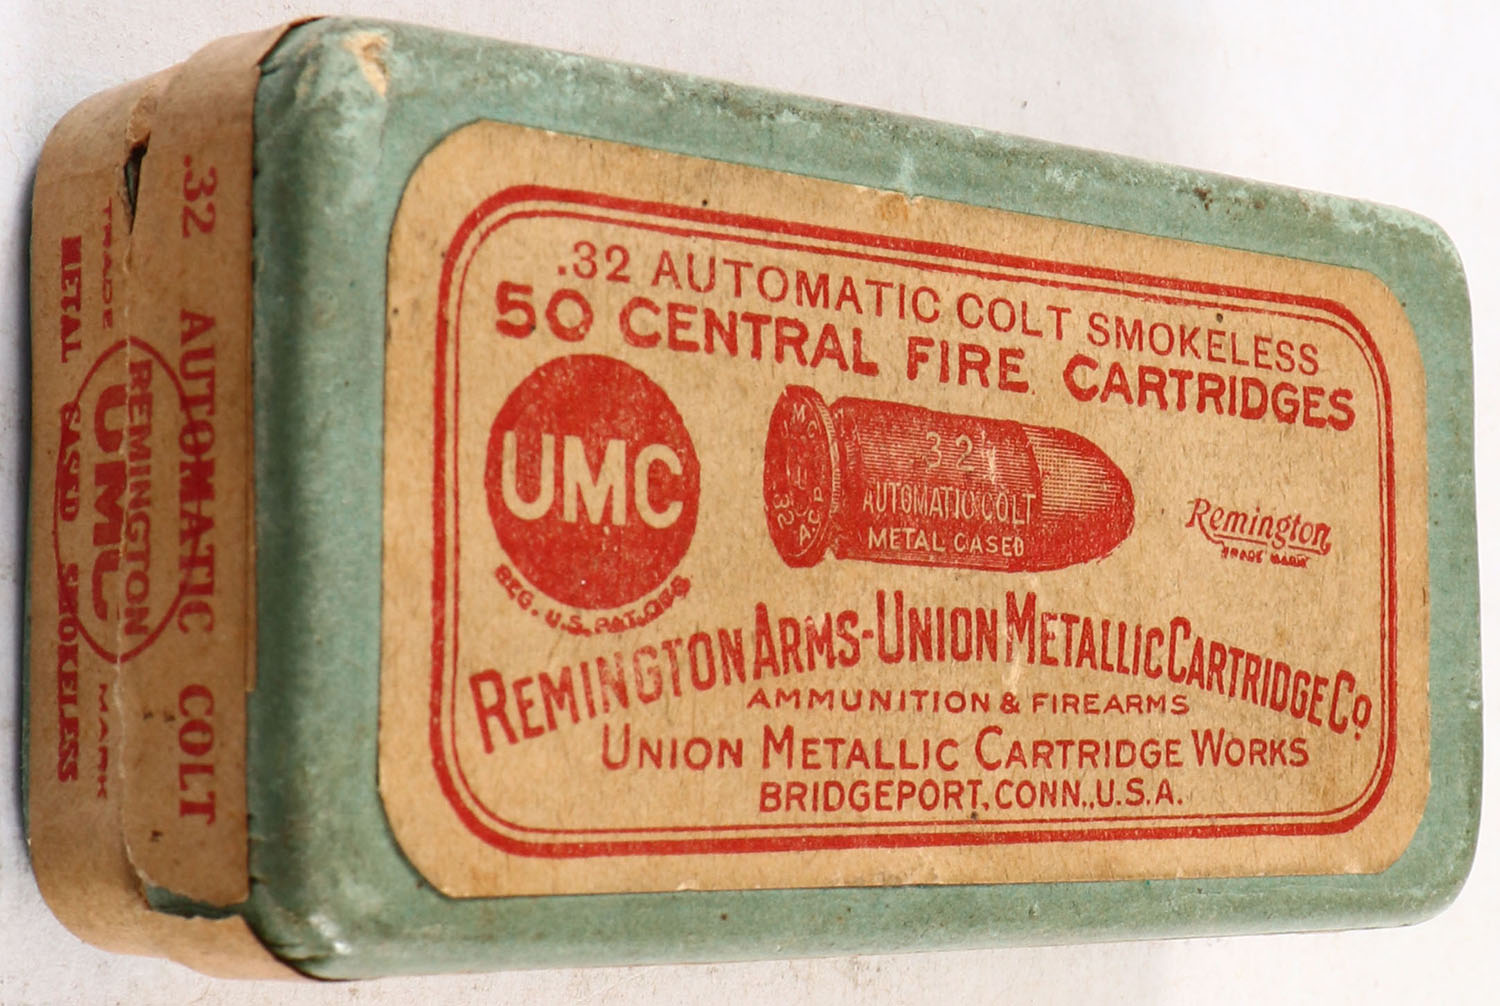 .32 AUTOMATIC COLT SMOKELESS
50 CENTRAL FIRE CARTRIDGES
UMC
REG. U.S. PAT. OFF.
U M C
.32
A.C.P.
32
AUTOMATIC COLT
METAL CASED
Remington
TRADE MARK
REMINGTON ARMS-UNION METALLIC CARTRIDGE CO.
AMMUNITION & FIREARMS
UNION METALLIC CARTRIDGE WORKS
BRIDGEPORT, CONN., U.S.A.
.32 AUTOMATIC COLT
TRADE MARK
REMINGTON
UMC
METAL CASED SMOKELESS